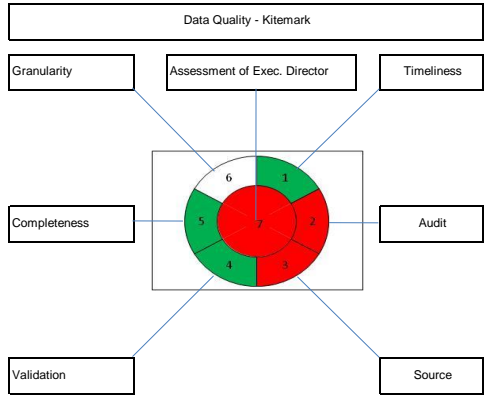 Data Quality - Kitemark
Granularity
Assessment of Exec. Director
Timeliness
6
1
Completeness
5
7
2
Audit
4
3
Validation
Source